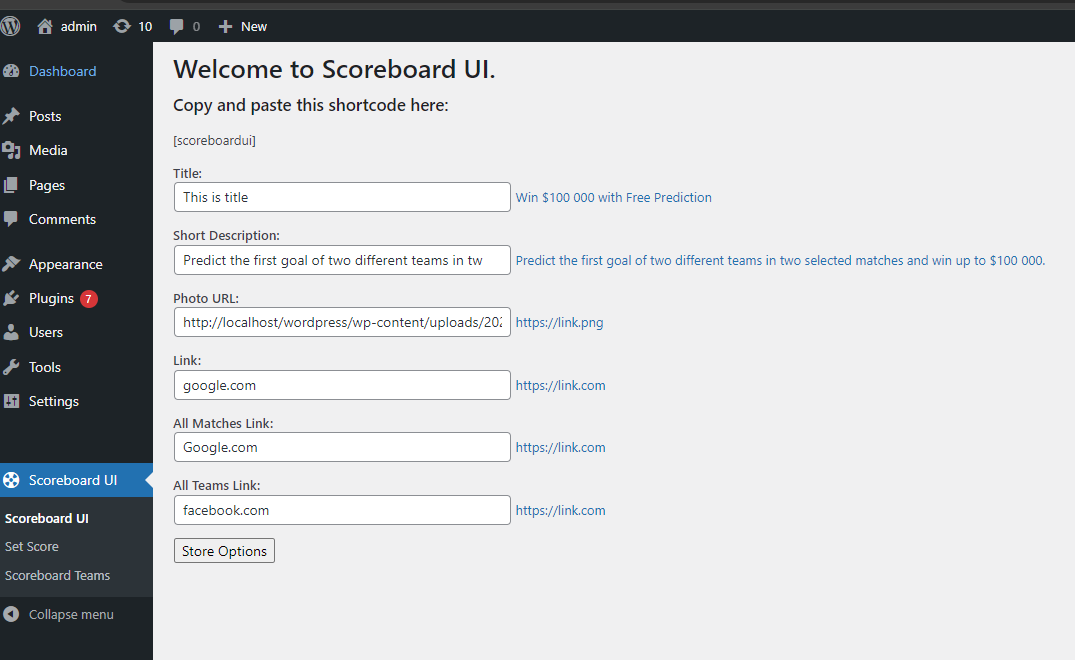 admin 10 0 New
Dashboard
Posts
Media
Pages
Comments
Appearance
Plugins 7
Users
Tools
Settings
Scoreboard UI
Scoreboard UI
Set Score
Scoreboard Teams
Collapse menu
Welcome to Scoreboard UI.
Copy and paste this shortcode here:
[scoreboardui]
Title:
This is title Win $100 000 with Free Prediction
Short Description:
Predict the first goal of two different teams in tw Predict the first goal of two different teams in two selected matches and win up to $100 000.
Photo URL:
http://localhost/wordpress/wp-content/uploads/202 https://link.png
Link:
google.com https://link.com
All Matches Link:
Google.com https://link.com
All Teams Link:
facebook.com https://link.com
Store Options